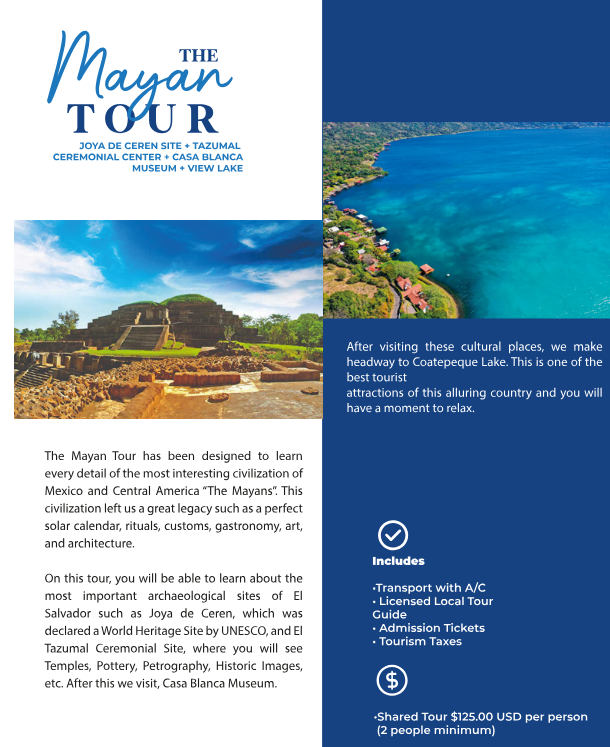 THE
Mayan
TOUR
JOYA DE CEREN SITE + TAZUMAL
CEREMONIAL CENTER + CASA BLANCA
MUSEUM + VIEW LAKE
The Mayan Tour has been designed to learn
every detail of the most interesting civilization of
Mexico and Central America “The Mayans”. This
civilization left us a great legacy such as a perfect
solar calendar, rituals, customs, gastronomy, art,
and architecture.
On this tour, you will be able to learn about the
most important archaeological sites of El
Salvador such as Joya de Ceren, which was
declared a World Heritage Site by UNESCO, and El
Tazumal Ceremonial Site, where you will see
Temples, Pottery, Petrography, Historic Images,
etc. After this we visit, Casa Blanca Museum.
After visiting these cultural places, we make
headway to Coatepeque Lake. This is one of the
best tourist
attractions of this alluring country and you will
have a moment to relax.
Includes
•Transport with A/C
• Licensed Local Tour
Guide
• Admission Tickets
• Tourism Taxes
$
•Shared Tour $125.00 USD per person
(2 people minimum)